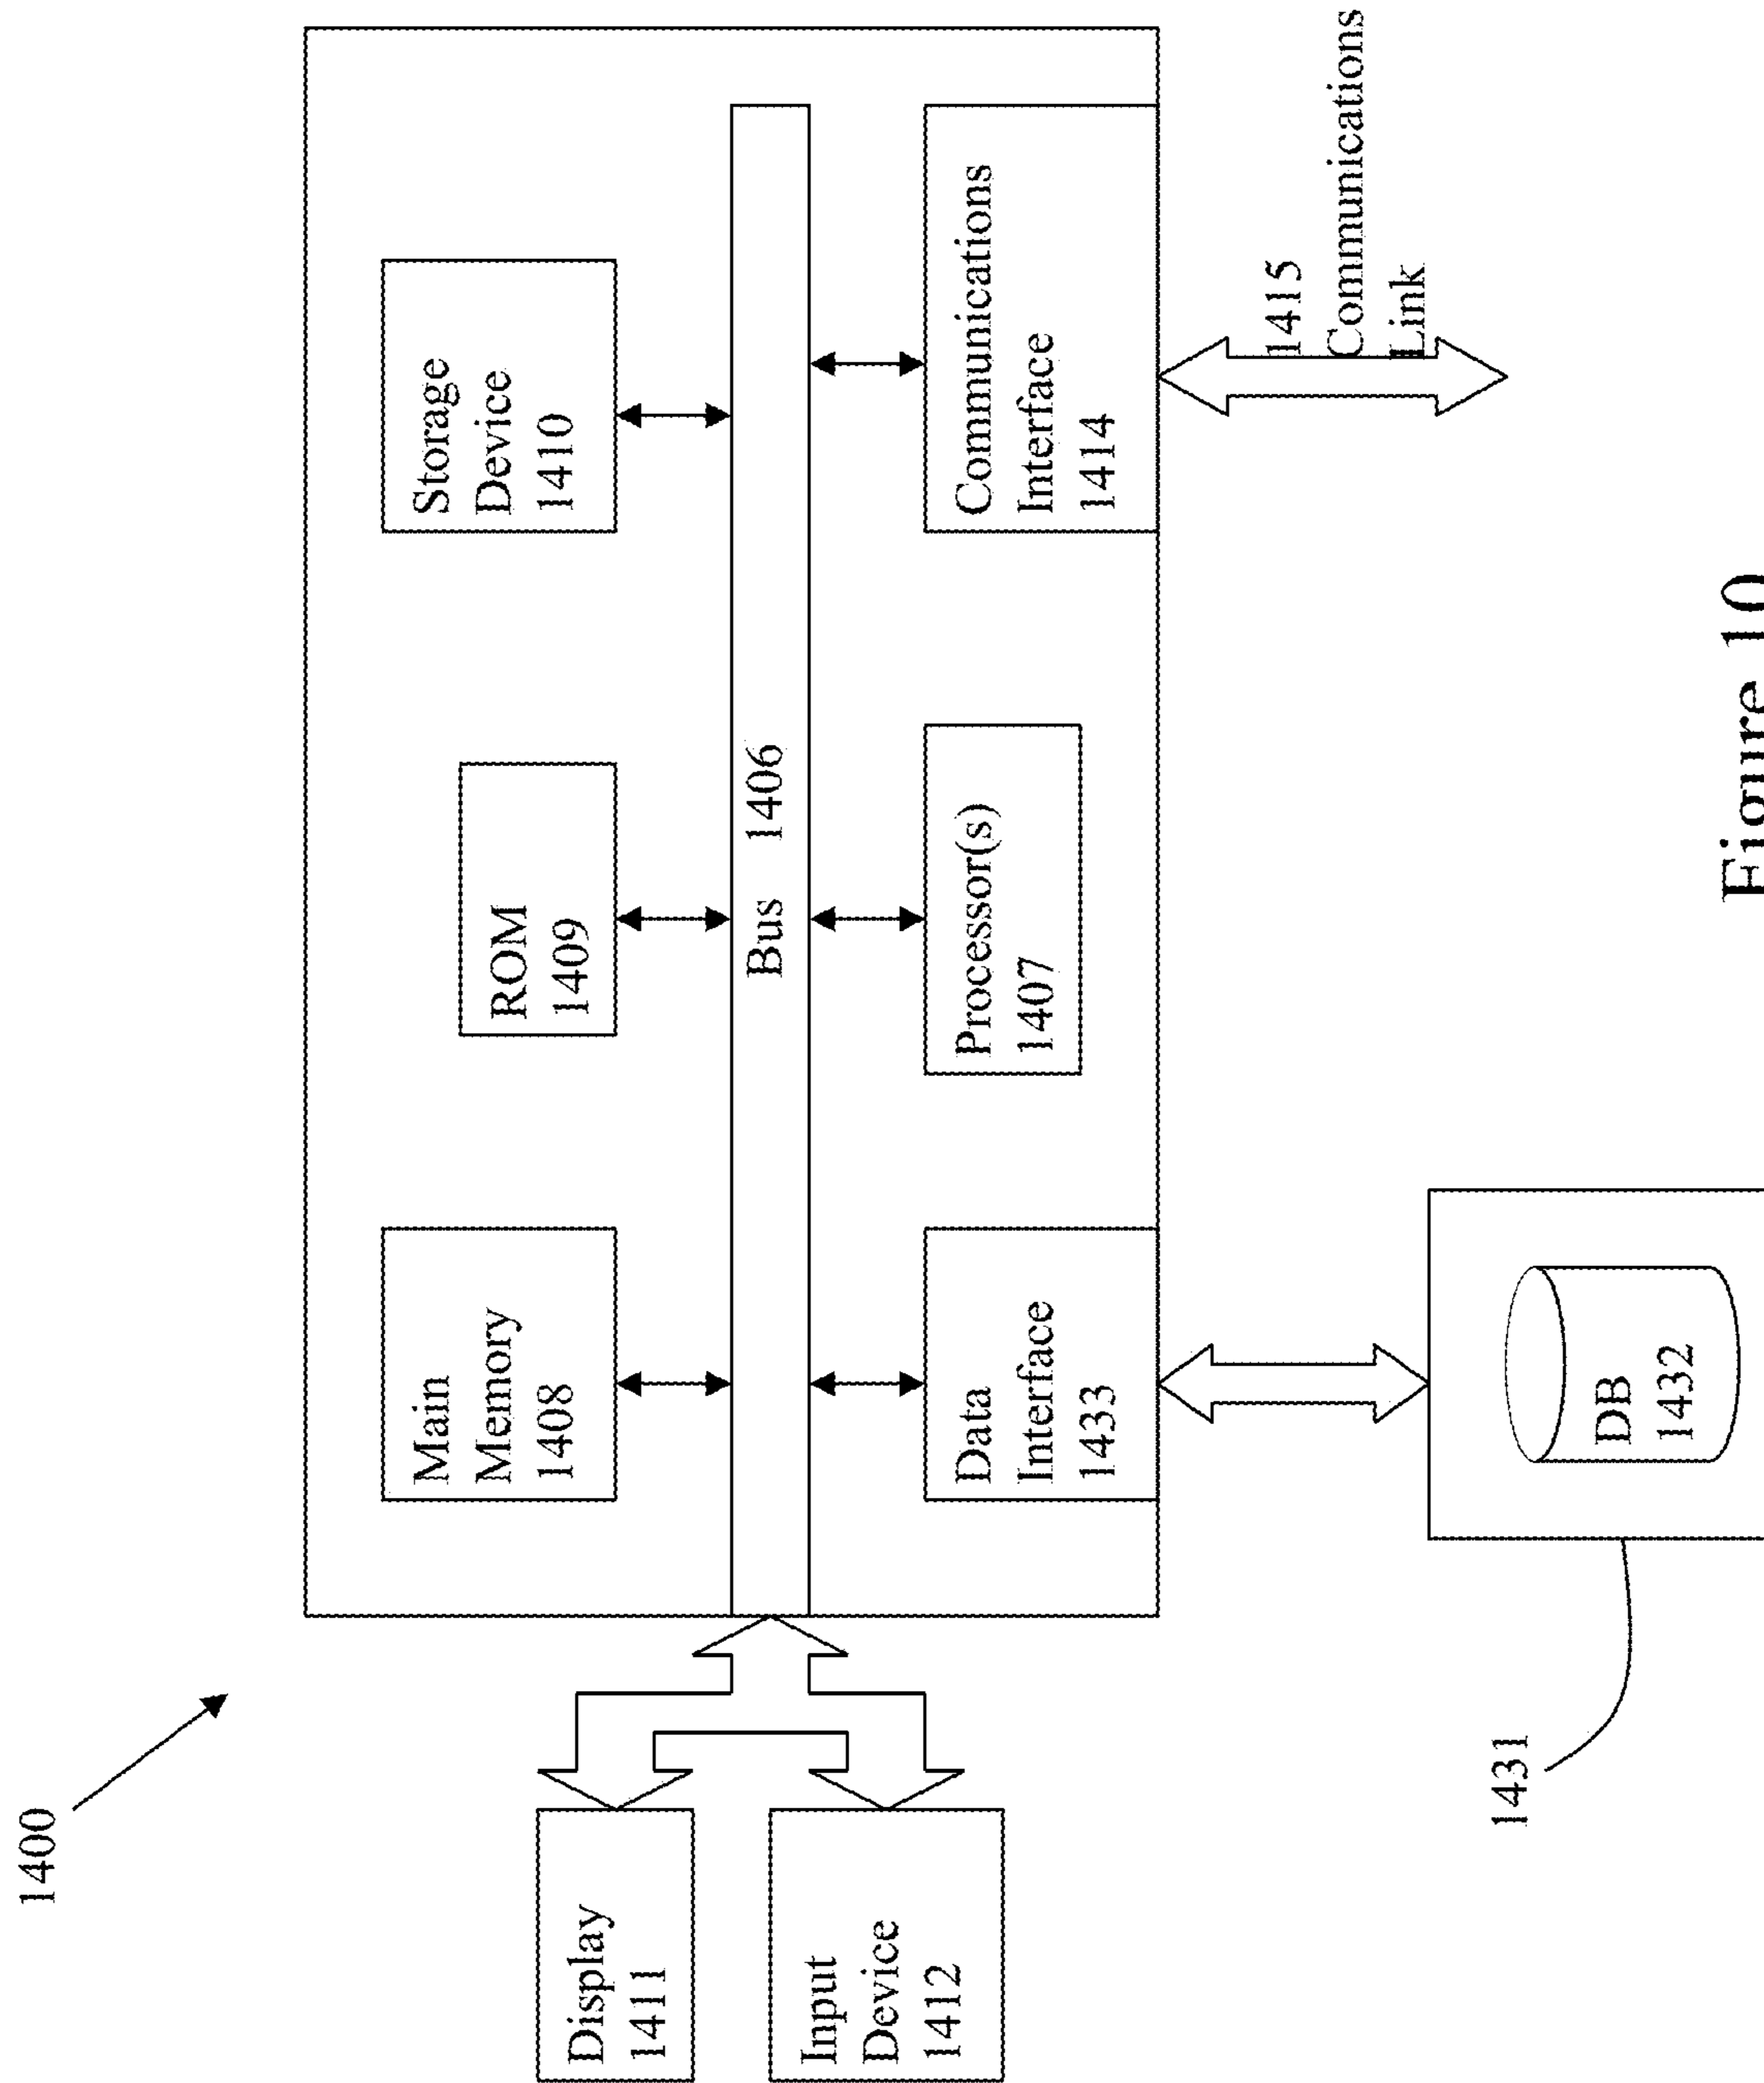 1400
Display
1411
Input
Device
1412
Main
Memory
1408
ROM
1409
Storage
Device
1410
Bus 1406
Data
Interface
1433
Processor(s)
1407
Communications
Interface
1414
1415
Communications
Link
1431
DB
1432
Figure 10